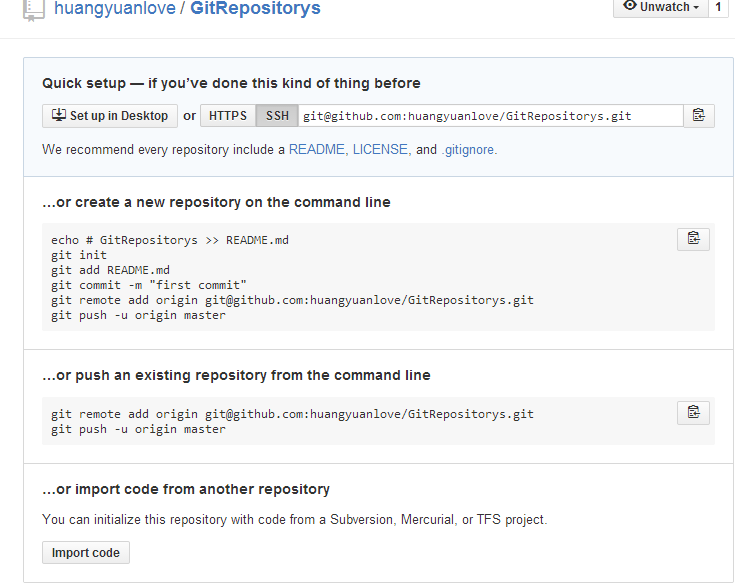 huangyuanlove / GitRepositorys
Unwatch 1
Quick setup — if you've done this kind of thing before
Set up in Desktop or HTTPS SSH git@github.com:huangyuanlove/GitRepositorys.git
We recommend every repository include a README, LICENSE, and .gitignore.
…or create a new repository on the command line
echo # GitRepositorys >> README.md
git init
git add README.md
git commit -m "first commit"
git remote add origin git@github.com:huangyuanlove/GitRepositorys.git
git push -u origin master
…or push an existing repository from the command line
git remote add origin git@github.com:huangyuanlove/GitRepositorys.git
git push -u origin master
…or import code from another repository
You can initialize this repository with code from a Subversion, Mercurial, or TFS project.
Import code